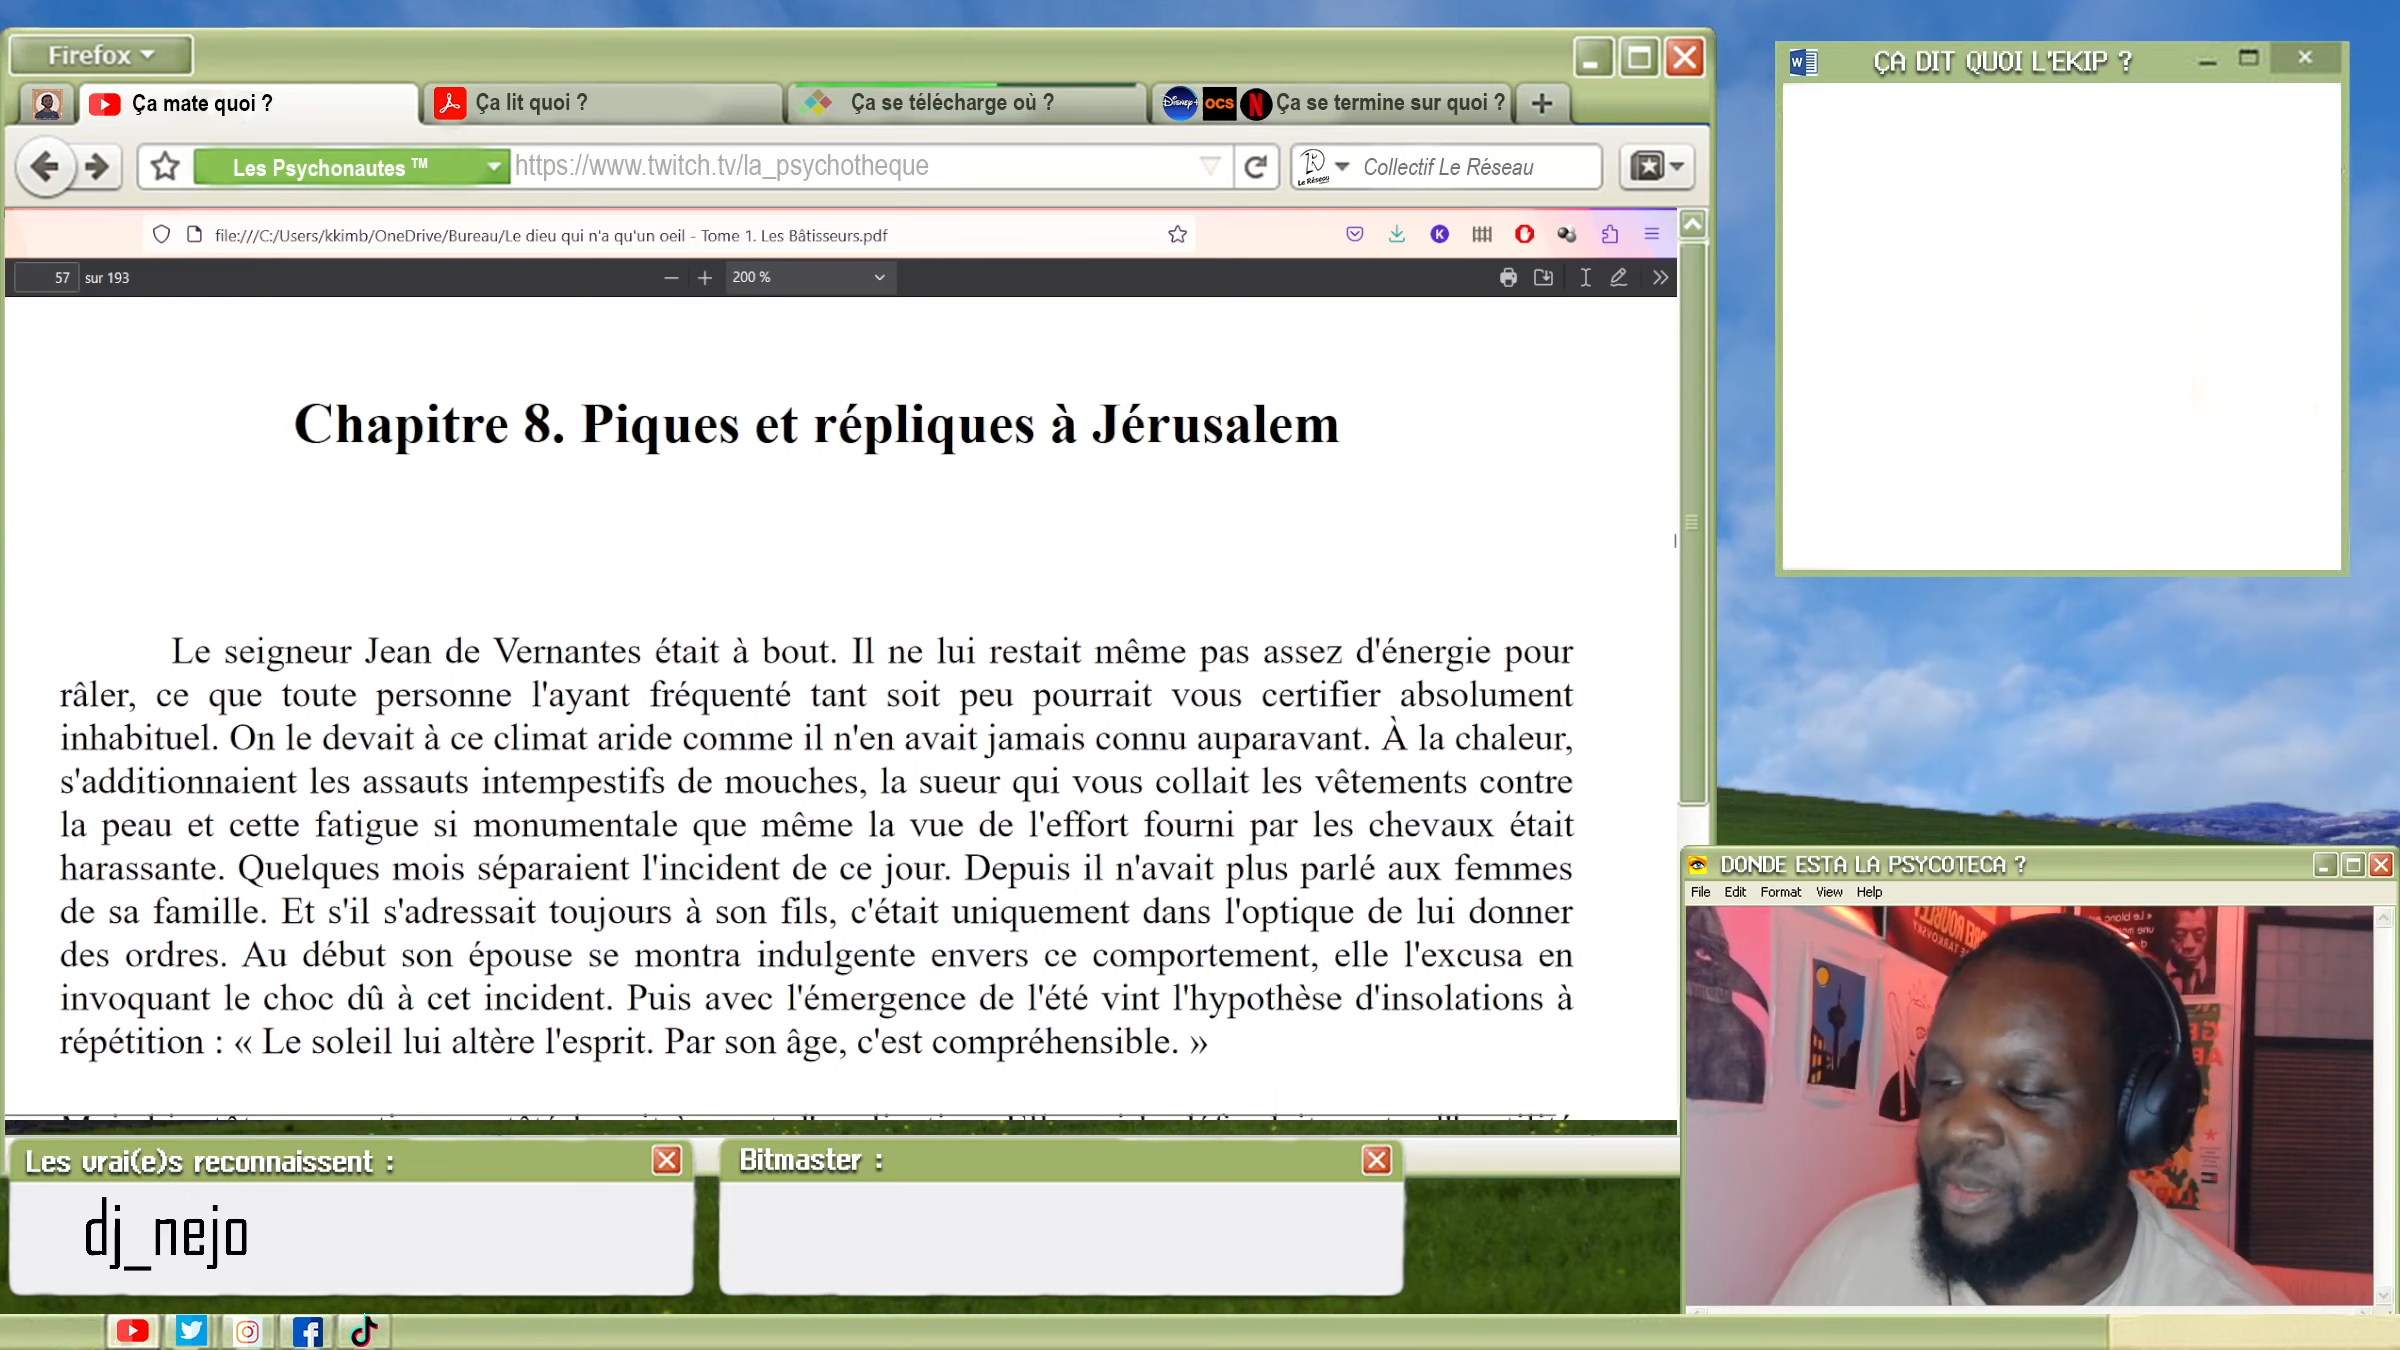 Firefox
Ça mate quoi ?
Ça lit quoi ?
Ça se télécharge où ?
Disney+ OCS N Ça se termine sur quoi ?
Les Psychonautes ™
https://www.twitch.tv/la_psychotheque
Le Réseau
Collectif Le Réseau
file:///C:/Users/kkimb/OneDrive/Bureau/Le dieu qui n'a qu'un oeil - Tome 1. Les Bâtisseurs.pdf
K
57 sur 193
200 %
Chapitre 8. Piques et répliques à Jérusalem
Le seigneur Jean de Vernantes était à bout. Il ne lui restait même pas assez d'énergie pour
râler, ce que toute personne l'ayant fréquenté tant soit peu pourrait vous certifier absolument
inhabituel. On le devait à ce climat aride comme il n'en avait jamais connu auparavant. À la chaleur,
s'additionnaient les assauts intempestifs de mouches, la sueur qui vous collait les vêtements contre
la peau et cette fatigue si monumentale que même la vue de l'effort fourni par les chevaux était
harassante. Quelques mois séparaient l'incident de ce jour. Depuis il n'avait plus parlé aux femmes
de sa famille. Et s'il s'adressait toujours à son fils, c'était uniquement dans l'optique de lui donner
des ordres. Au début son épouse se montra indulgente envers ce comportement, elle l'excusa en
invoquant le choc dû à cet incident. Puis avec l'émergence de l'été vint l'hypothèse d'insolations à
répétition : « Le soleil lui altère l'esprit. Par son âge, c'est compréhensible. »
W ÇA DIT QUOI L'EKIP ?
DONDE ESTA LA PSYCOTECA ?
File Edit Format View Help
TARKOVSKY
Les vrai(e)s reconnaissent :
dj_nejo
Bitmaster :